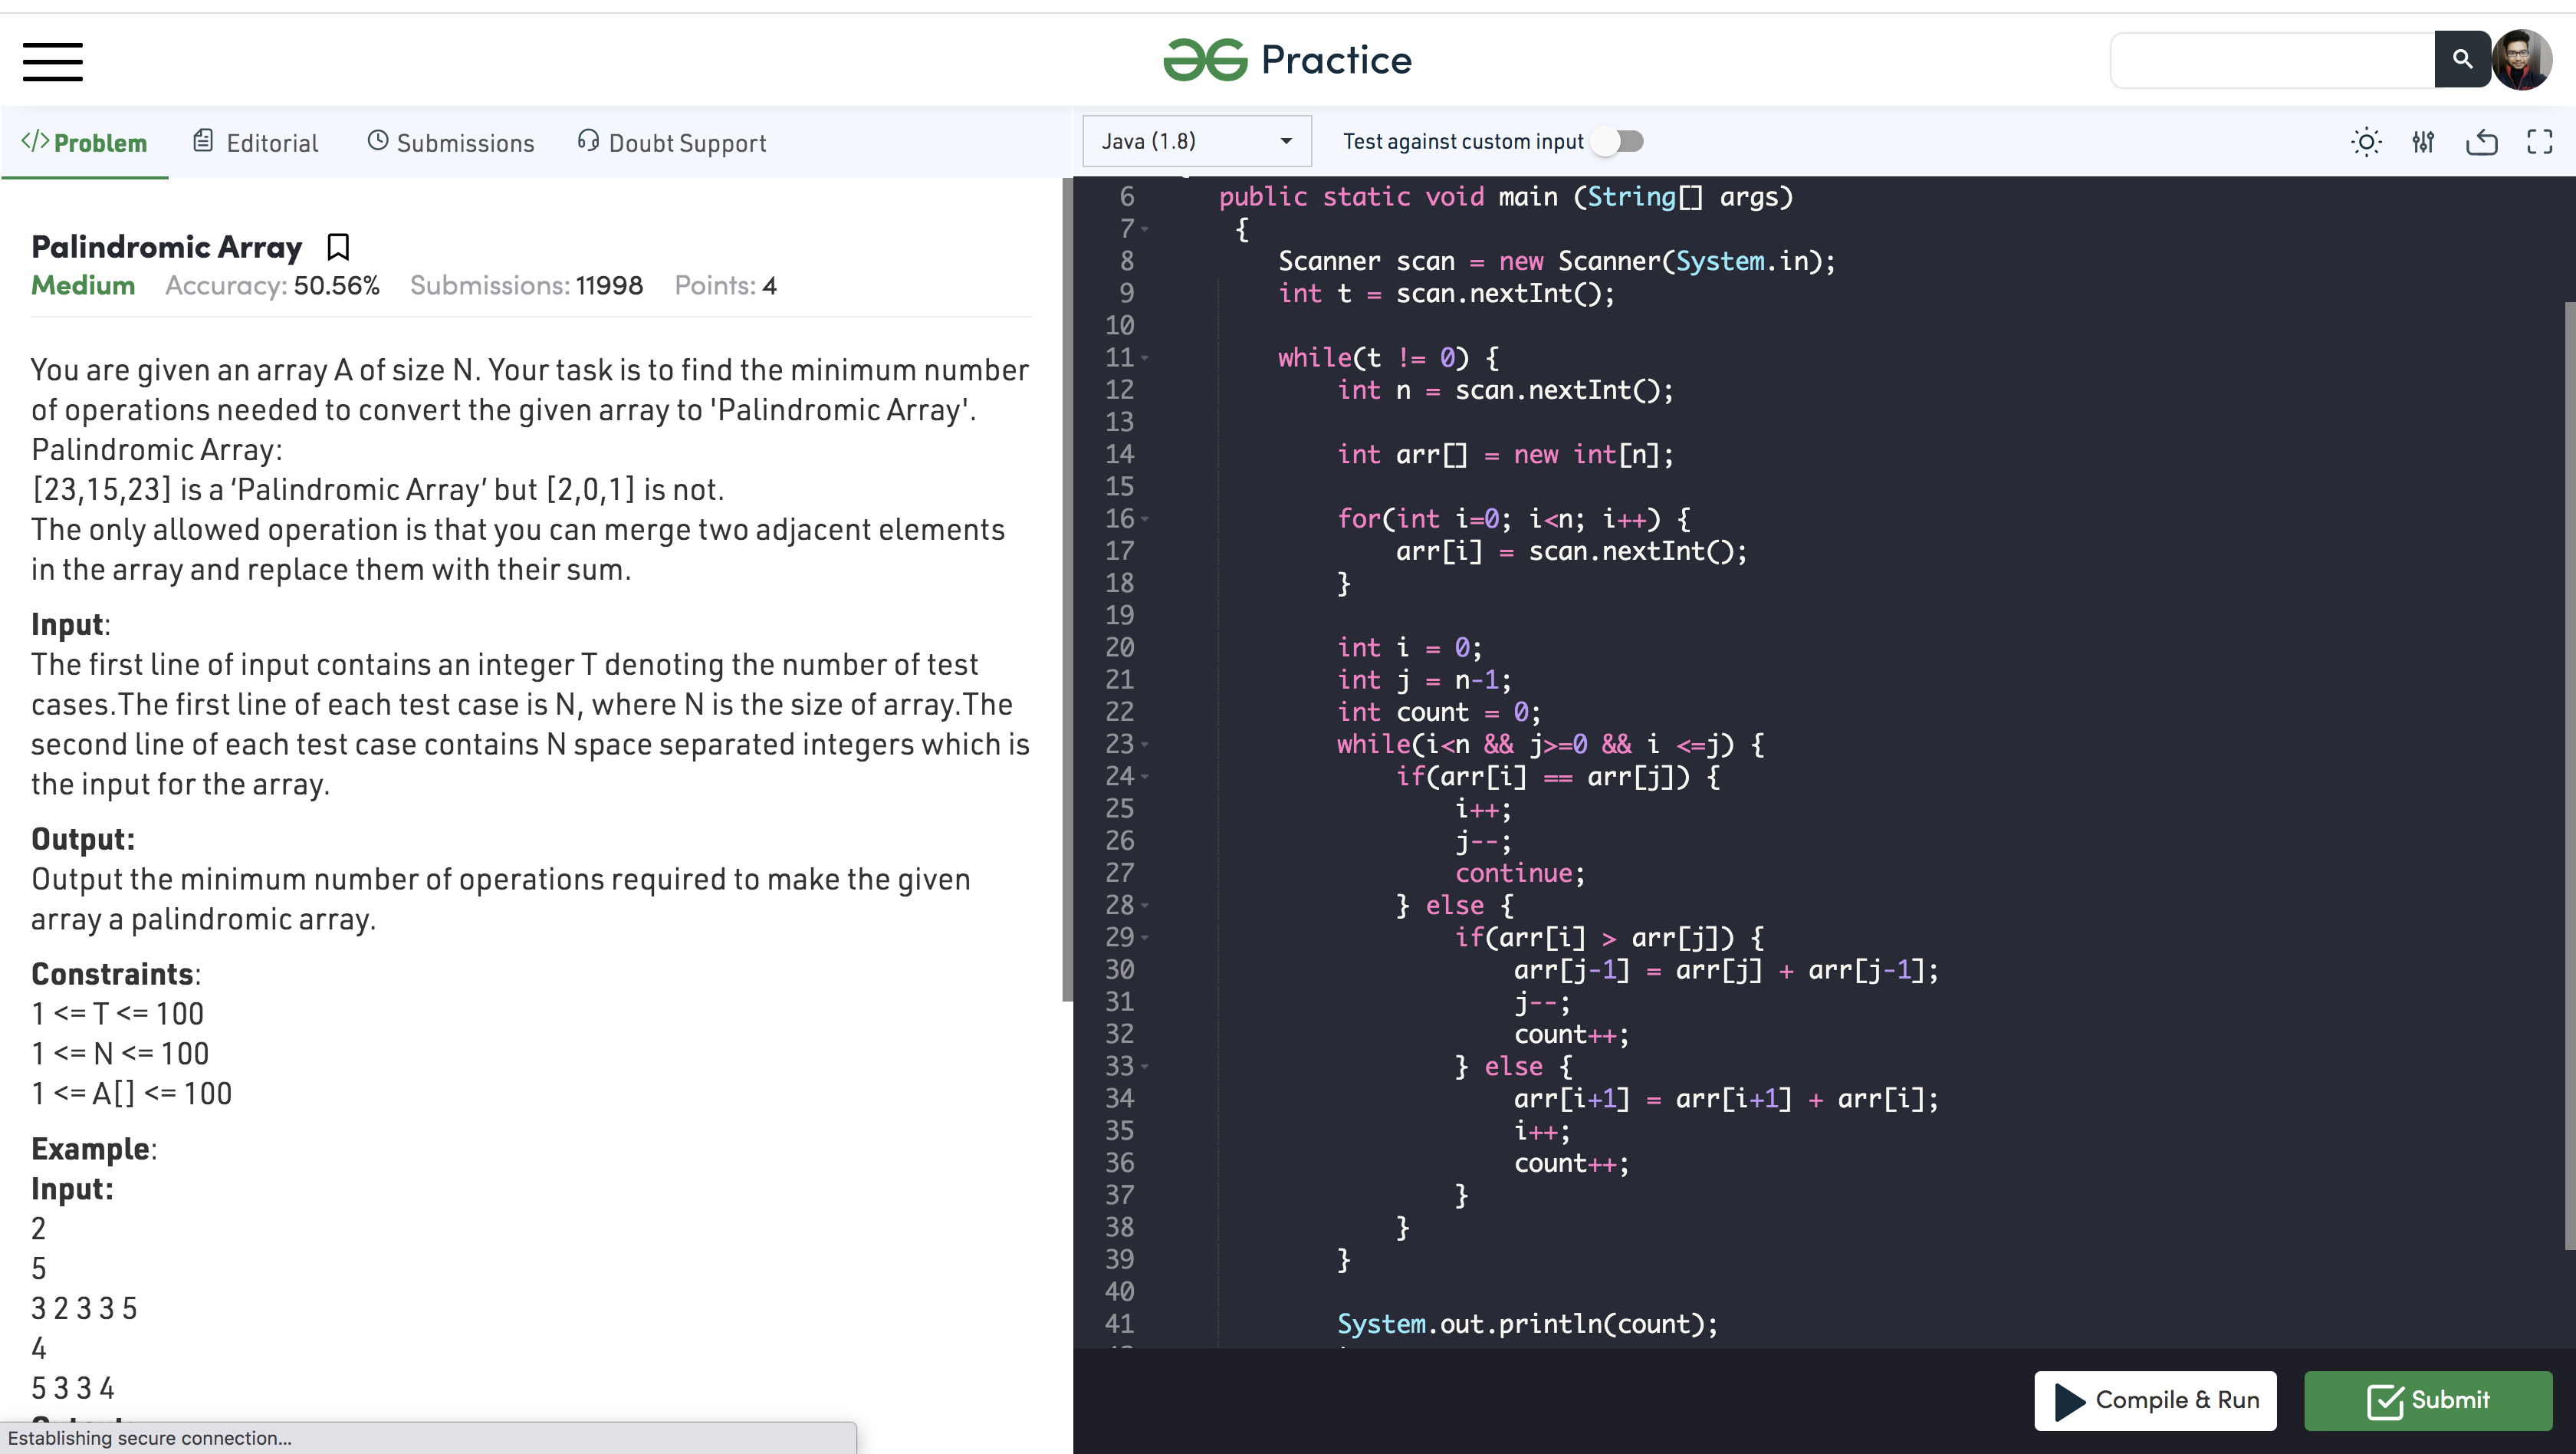 Practice
</> Problem
Editorial
Submissions
Doubt Support
Java (1.8)
Test against custom input
Palindromic Array
Medium Accuracy: 50.56% Submissions: 11998 Points: 4
You are given an array A of size N. Your task is to find the minimum number
of operations needed to convert the given array to 'Palindromic Array'.
Palindromic Array:
[23,15,23] is a ‘Palindromic Array’ but [2,0,1] is not.
The only allowed operation is that you can merge two adjacent elements
in the array and replace them with their sum.
Input:
The first line of input contains an integer T denoting the number of test
cases.The first line of each test case is N, where N is the size of array.The
second line of each test case contains N space separated integers which is
the input for the array.
Output:
Output the minimum number of operations required to make the given
array a palindromic array.
Constraints:
1 <= T <= 100
1 <= N <= 100
1 <= A[] <= 100
Example:
Input:
2
5
3 2 3 3 5
4
5 3 3 4
Establishing secure connection...
6 public static void main (String[] args)
7 {
8 Scanner scan = new Scanner(System.in);
9 int t = scan.nextInt();
10
11 while(t != 0) {
12 int n = scan.nextInt();
13
14 int arr[] = new int[n];
15
16 for(int i=0; i<n; i++) {
17 arr[i] = scan.nextInt();
18 }
19
20 int i = 0;
21 int j = n-1;
22 int count = 0;
23 while(i<n && j>=0 && i <=j) {
24 if(arr[i] == arr[j]) {
25 i++;
26 j--;
27 continue;
28 } else {
29 if(arr[i] > arr[j]) {
30 arr[j-1] = arr[j] + arr[j-1];
31 j--;
32 count++;
33 } else {
34 arr[i+1] = arr[i+1] + arr[i];
35 i++;
36 count++;
37 }
38 }
39 }
40
41 System.out.println(count);
Compile & Run
Submit